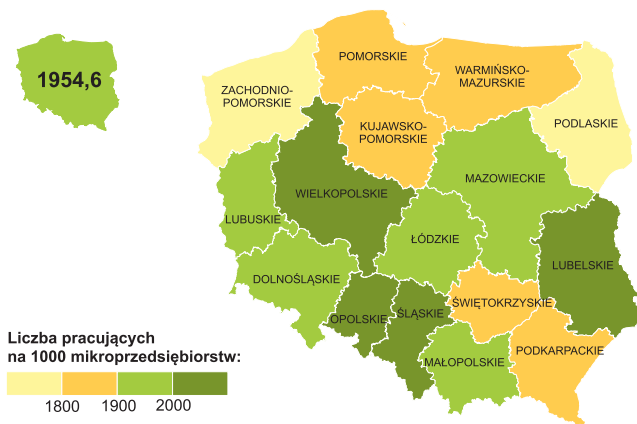 1954,6
POMORSKIE
WARMIŃSKO-
MAZURSKIE
ZACHODNIO-
POMORSKIE
KUJAWSKO-
POMORSKIE
PODLASKIE
MAZOWIECKIE
WIELKOPOLSKIE
LUBUSKIE
ŁÓDZKIE
LUBELSKIE
DOLNOŚLĄSKIE
ŚWIĘTOKRZYSKIE
OPOLSKIE
ŚLĄSKIE
PODKARPACKIE
MAŁOPOLSKIE
Liczba pracujących
na 1000 mikroprzedsiębiorstw:
1800 1900 2000